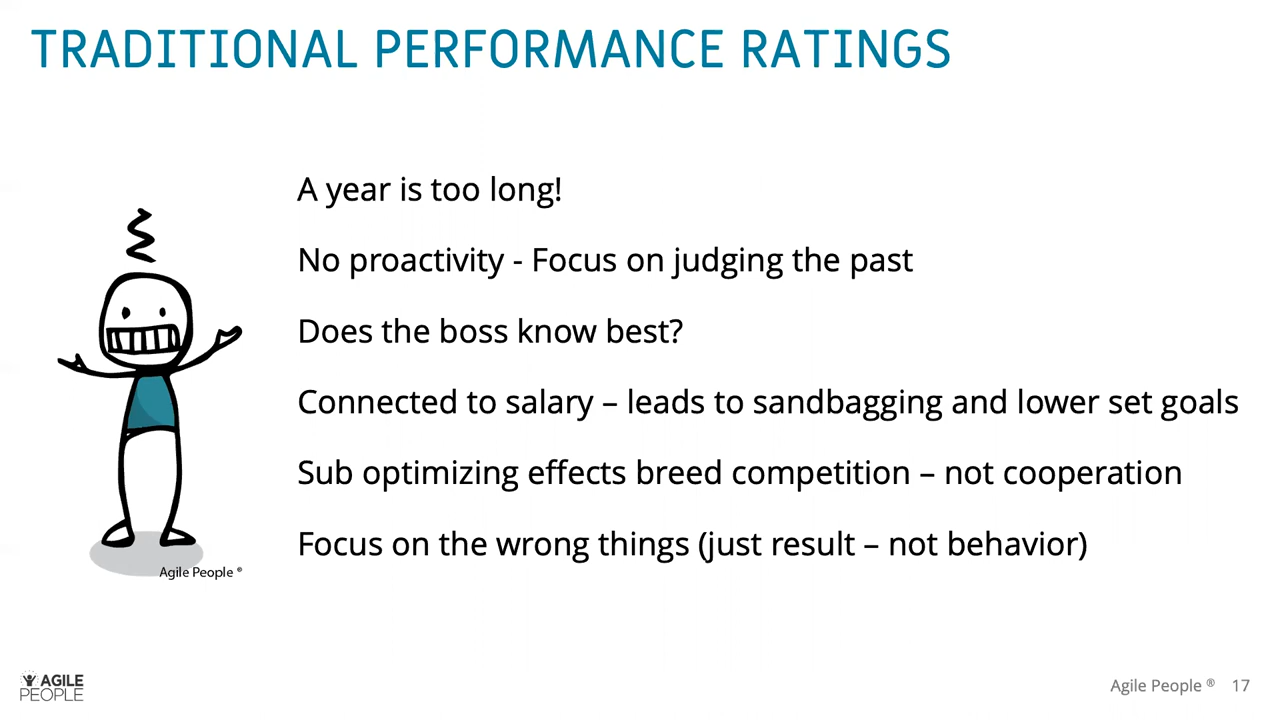 TRADITIONAL PERFORMANCE RATINGS
A year is too long!
No proactivity - Focus on judging the past
Does the boss know best?
Connected to salary – leads to sandbagging and lower set goals
Sub optimizing effects breed competition – not cooperation
Focus on the wrong things (just result – not behavior)
Agile People ®
AGILE
PEOPLE
Agile People ® 17